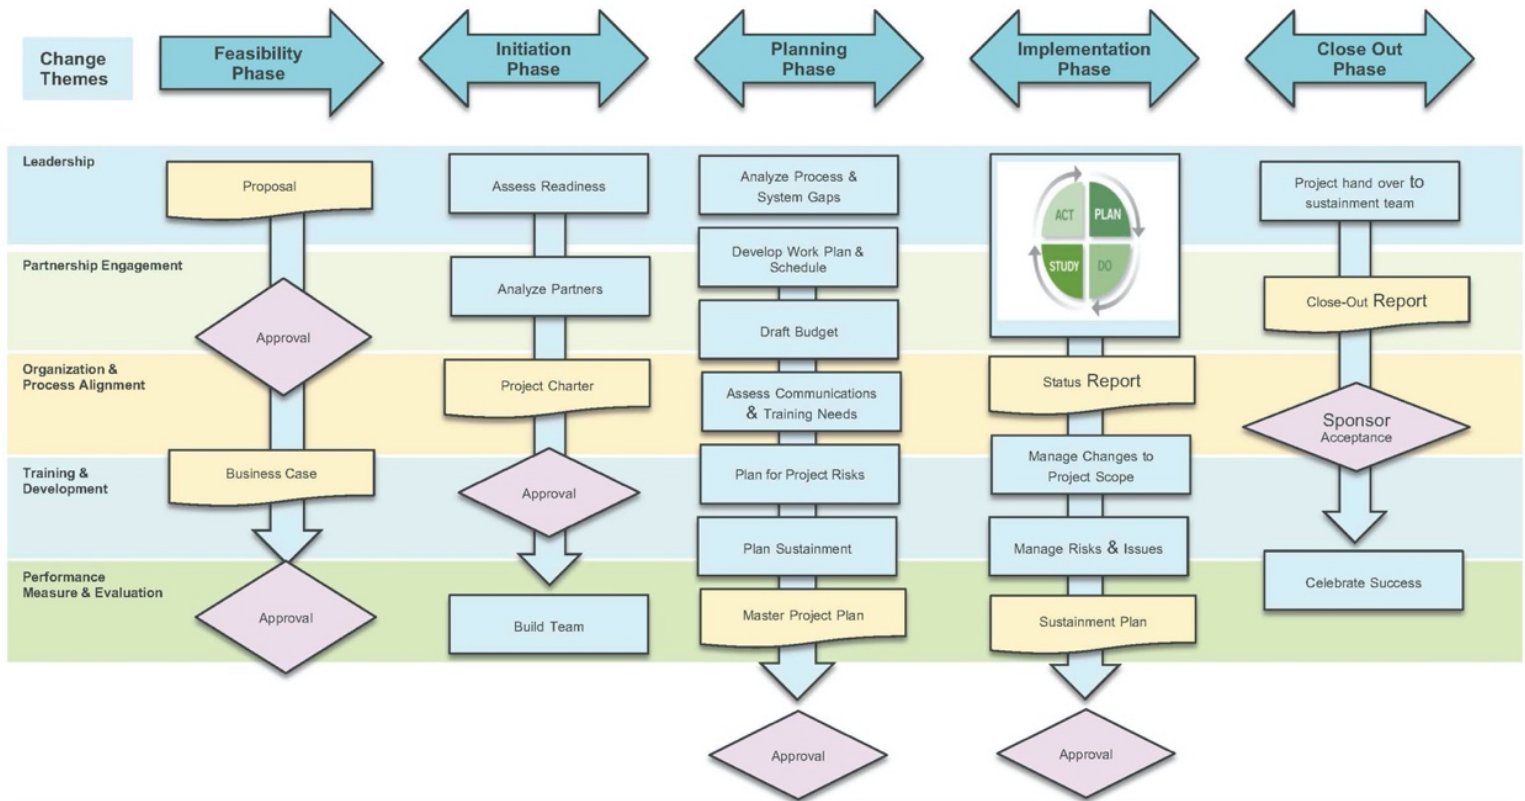 Change
Themes
Feasibility
Phase
Initiation
Phase
Planning
Phase
Implementation
Phase
Close Out
Phase
Leadership
Partnership Engagement
Organization &
Process Alignment
Training &
Development
Performance
Measure & Evaluation
Proposal
Approval
Business Case
Approval
Assess Readiness
Analyze Partners
Project Charter
Approval
Build Team
Analyze Process &
System Gaps
Develop Work Plan &
Schedule
Draft Budget
Assess Communications
& Training Needs
Plan for Project Risks
Plan Sustainment
Master Project Plan
Approval
ACT
PLAN
STUDY
DO
Status Report
Manage Changes to
Project Scope
Manage Risks & Issues
Sustainment Plan
Approval
Project hand over to
sustainment team
Close-Out Report
Sponsor
Acceptance
Celebrate Success